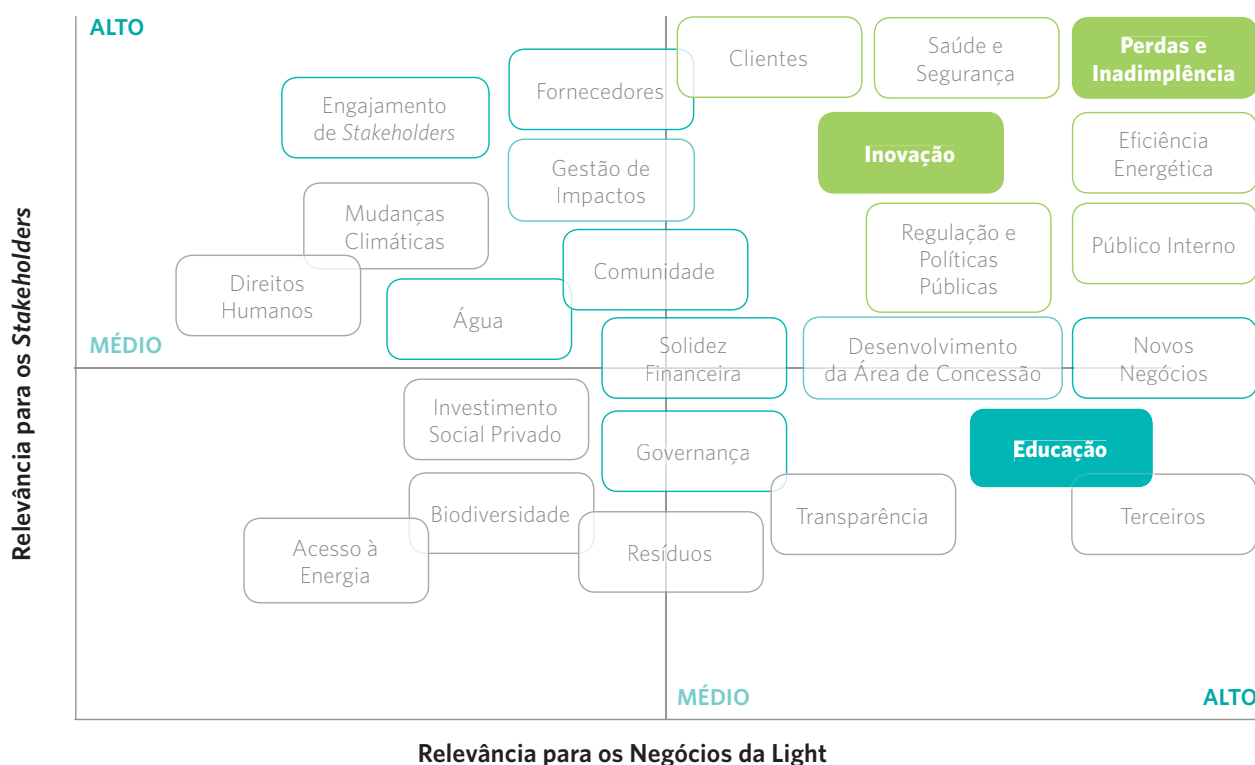 ALTO
Clientes
Saúde e
Segurança
Perdas e
Inadimplência
Engajamento
de Stakeholders
Fornecedores
Inovação
Eficiência
Energética
Gestão de
Impactos
Mudanças
Climáticas
Regulação e
Políticas
Públicas
Público Interno
Comunidade
Direitos
Humanos
Água
MÉDIO
Solidez
Financeira
Desenvolvimento
da Área de Concessão
Novos
Negócios
Investimento
Social Privado
Governança
Educação
Biodiversidade
Transparência
Terceiros
Acesso à
Energia
Resíduos
MÉDIO
ALTO
Relevância para os Stakeholders
Relevância para os Negócios da Light